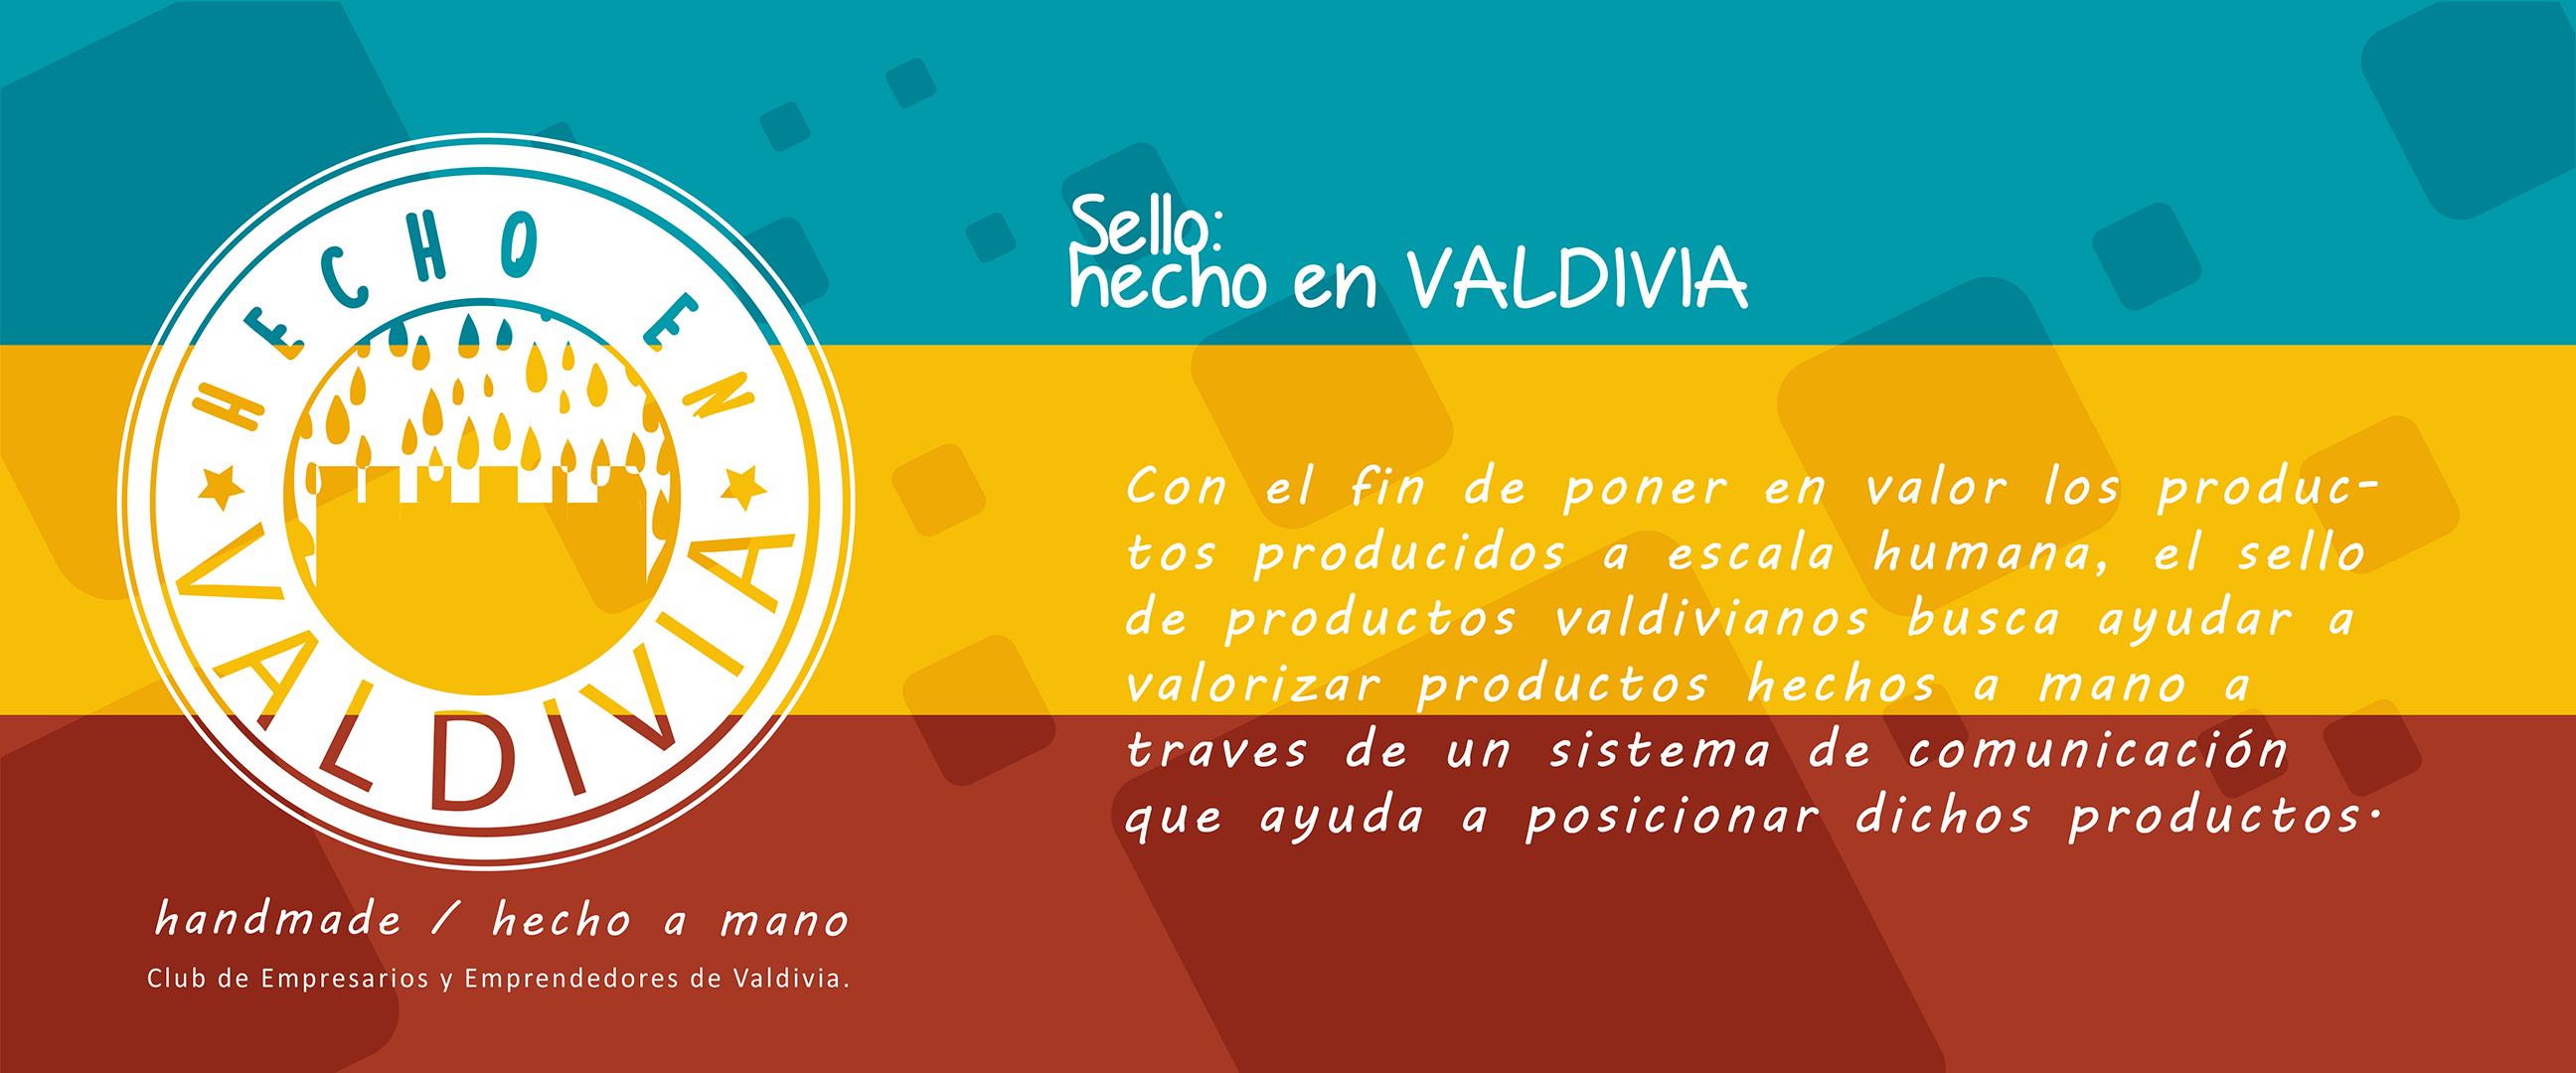 HECHO EN
VALDIVIA
handmade / hecho a mano
Club de Empresarios y Emprendedores de Valdivia.
Sello:
hecho en VALDIVIA
Con el fin de poner en valor los produc-
tos producidos a escala humana, el sello
de productos valdivianos busca ayudar a
valorizar productos hechos a mano a
traves de un sistema de comunicación
que ayuda a posicionar dichos productos.